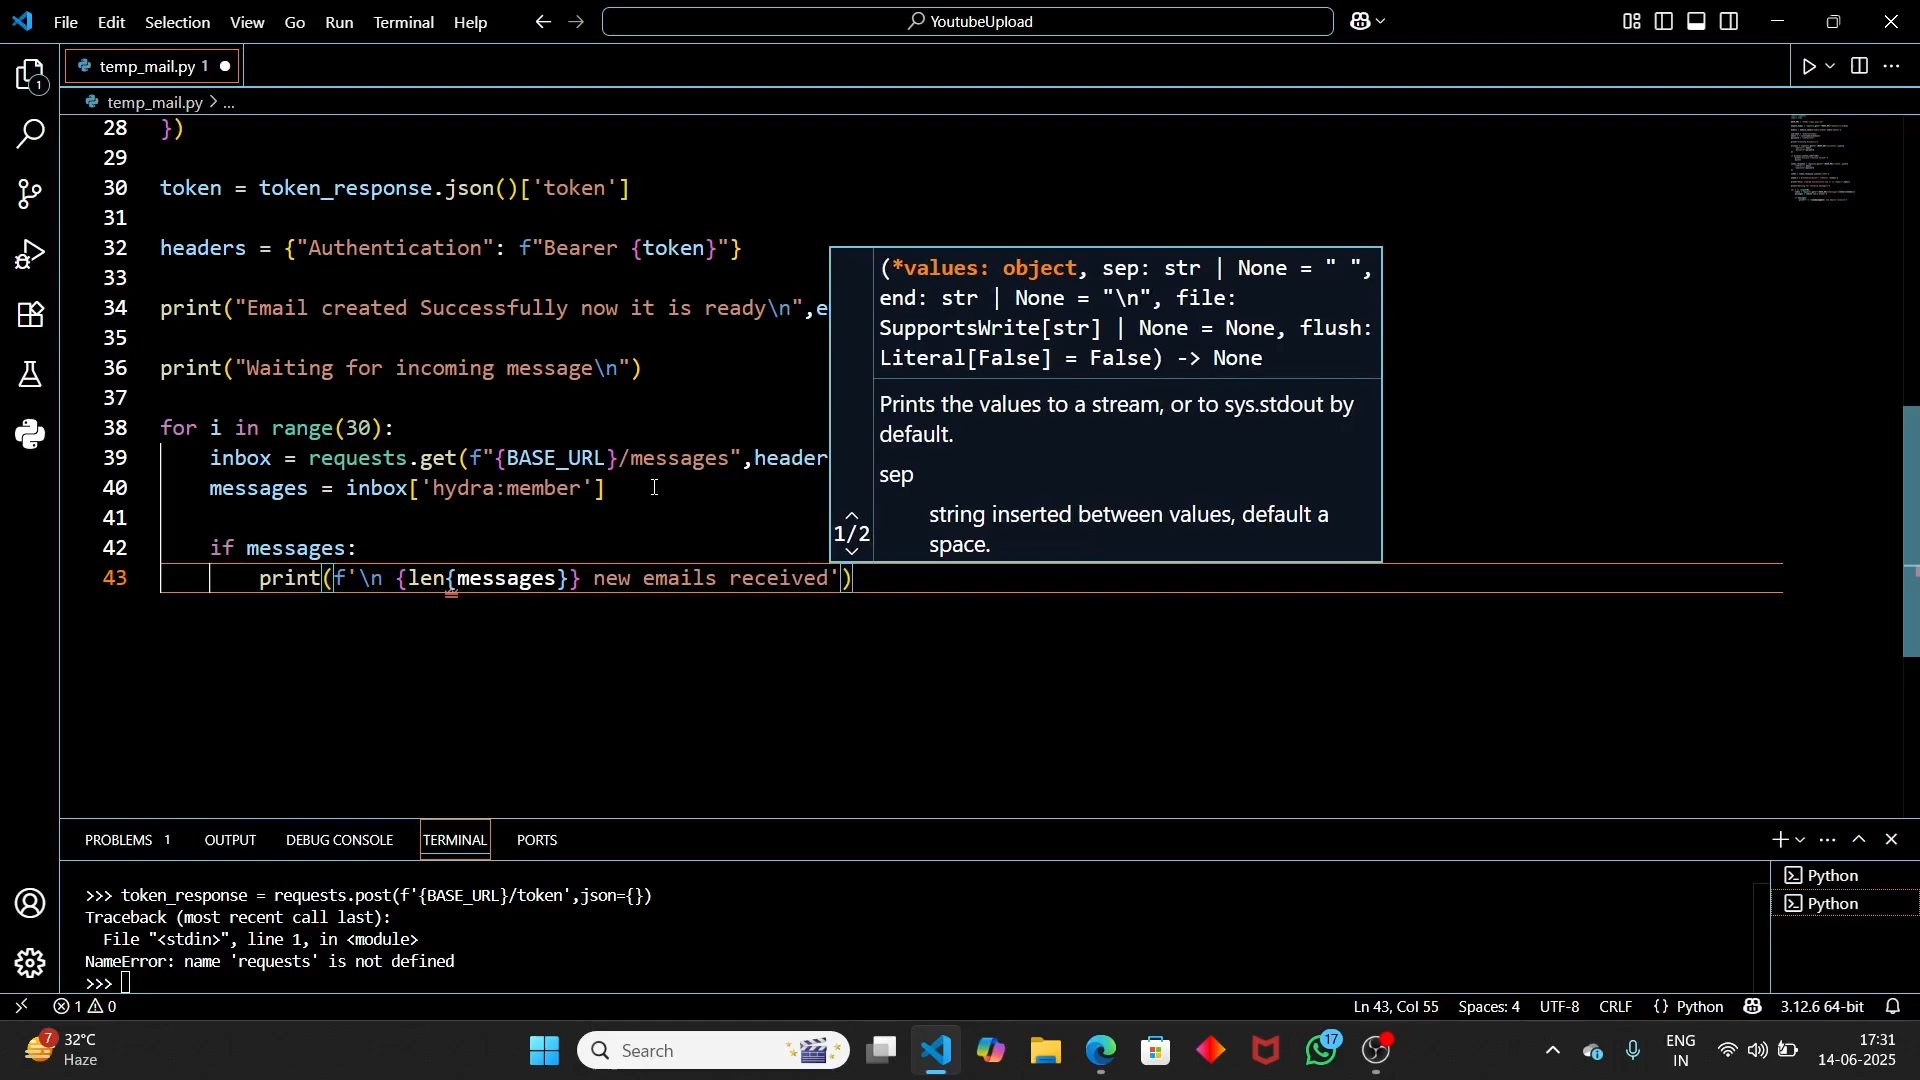 File Edit Selection View Go Run Terminal Help
YoutubeUpload
temp_mail.py 1
temp_mail.py > ...
28 })
29
30 token = token_response.json()['token']
31
32 headers = {"Authentication": f"Bearer {token}"}
33
34 print("Email created Successfully now it is ready\n",e
35
36 print("Waiting for incoming message\n")
37
38 for i in range(30):
39 inbox = requests.get(f"{BASE_URL}/messages",header
40 messages = inbox['hydra:member']
41
42 if messages:
43 print(f'\n {len{messages}} new emails received')
(*values: object, sep: str | None = " ",
end: str | None = "\n", file:
SupportsWrite[str] | None = None, flush:
Literal[False] = False) -> None
Prints the values to a stream, or to sys.stdout by
default.
sep
string inserted between values, default a
space.
1/2
PROBLEMS 1 OUTPUT DEBUG CONSOLE TERMINAL PORTS
>>> token_response = requests.post(f'{BASE_URL}/token',json={})
Traceback (most recent call last):
File "<stdin>", line 1, in <module>
NameError: name 'requests' is not defined
>>>
Python
Python
1 0
Ln 43, Col 55 Spaces: 4 UTF-8 CRLF {} Python 3.12.6 64-bit
7
32°C
Haze
Search
17
ENG
IN
17:31
14-06-2025
1